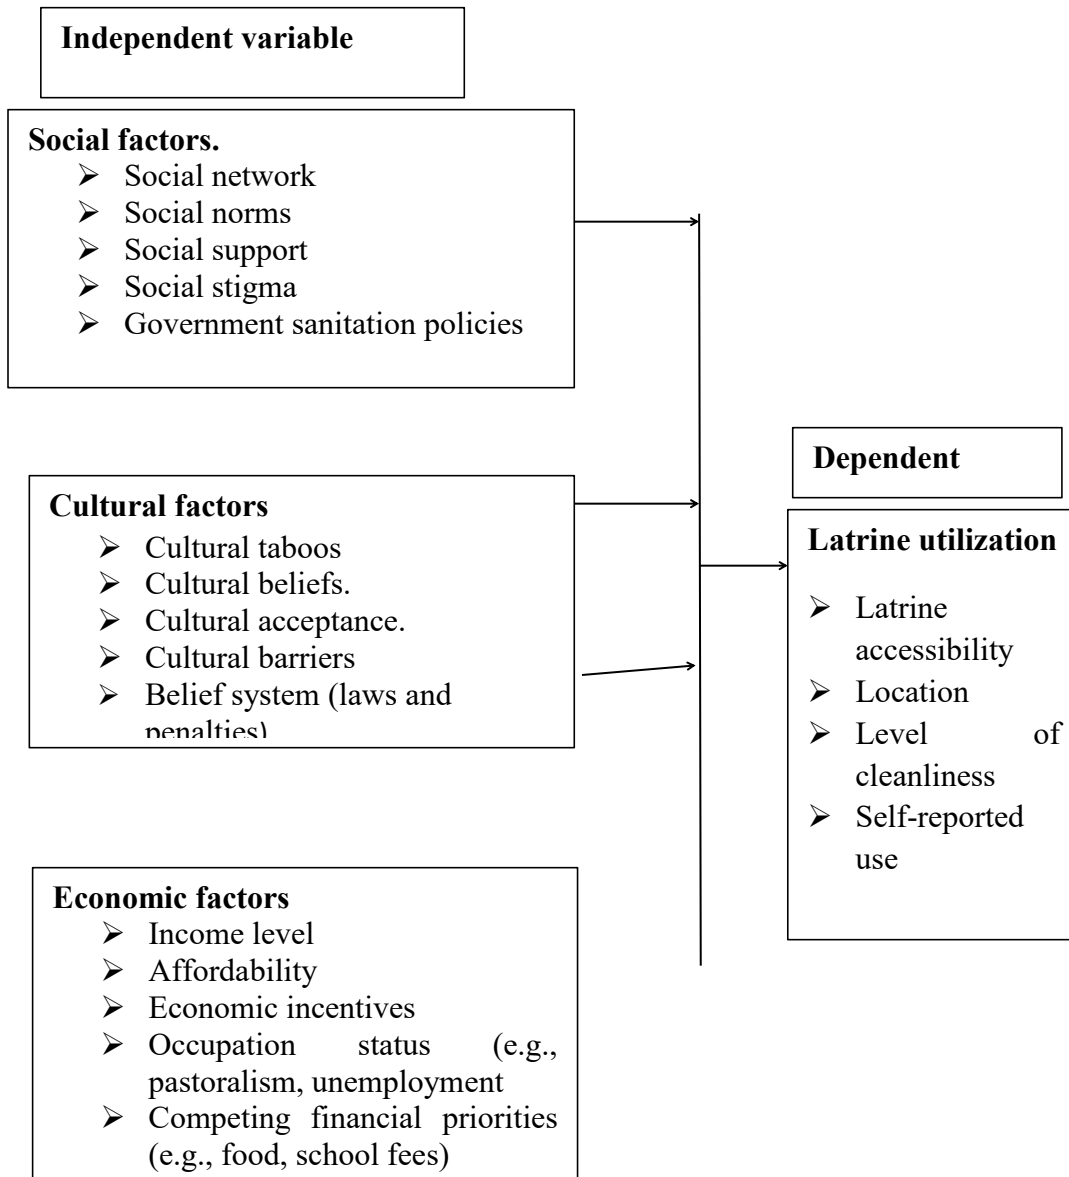 Independent variable
Social factors.
➢ Social network
➢ Social norms
➢ Social support
➢ Social stigma
➢ Government sanitation policies
Cultural factors
➢ Cultural taboos
➢ Cultural beliefs.
➢ Cultural acceptance.
➢ Cultural barriers
➢ Belief system (laws and
penalties)
Economic factors
➢ Income level
➢ Affordability
➢ Economic incentives
➢ Occupation status (e.g.,
pastoralism, unemployment
➢ Competing financial priorities
(e.g., food, school fees)
Dependent
Latrine utilization
➢ Latrine
accessibility
➢ Location
➢ Level of
cleanliness
➢ Self-reported
use